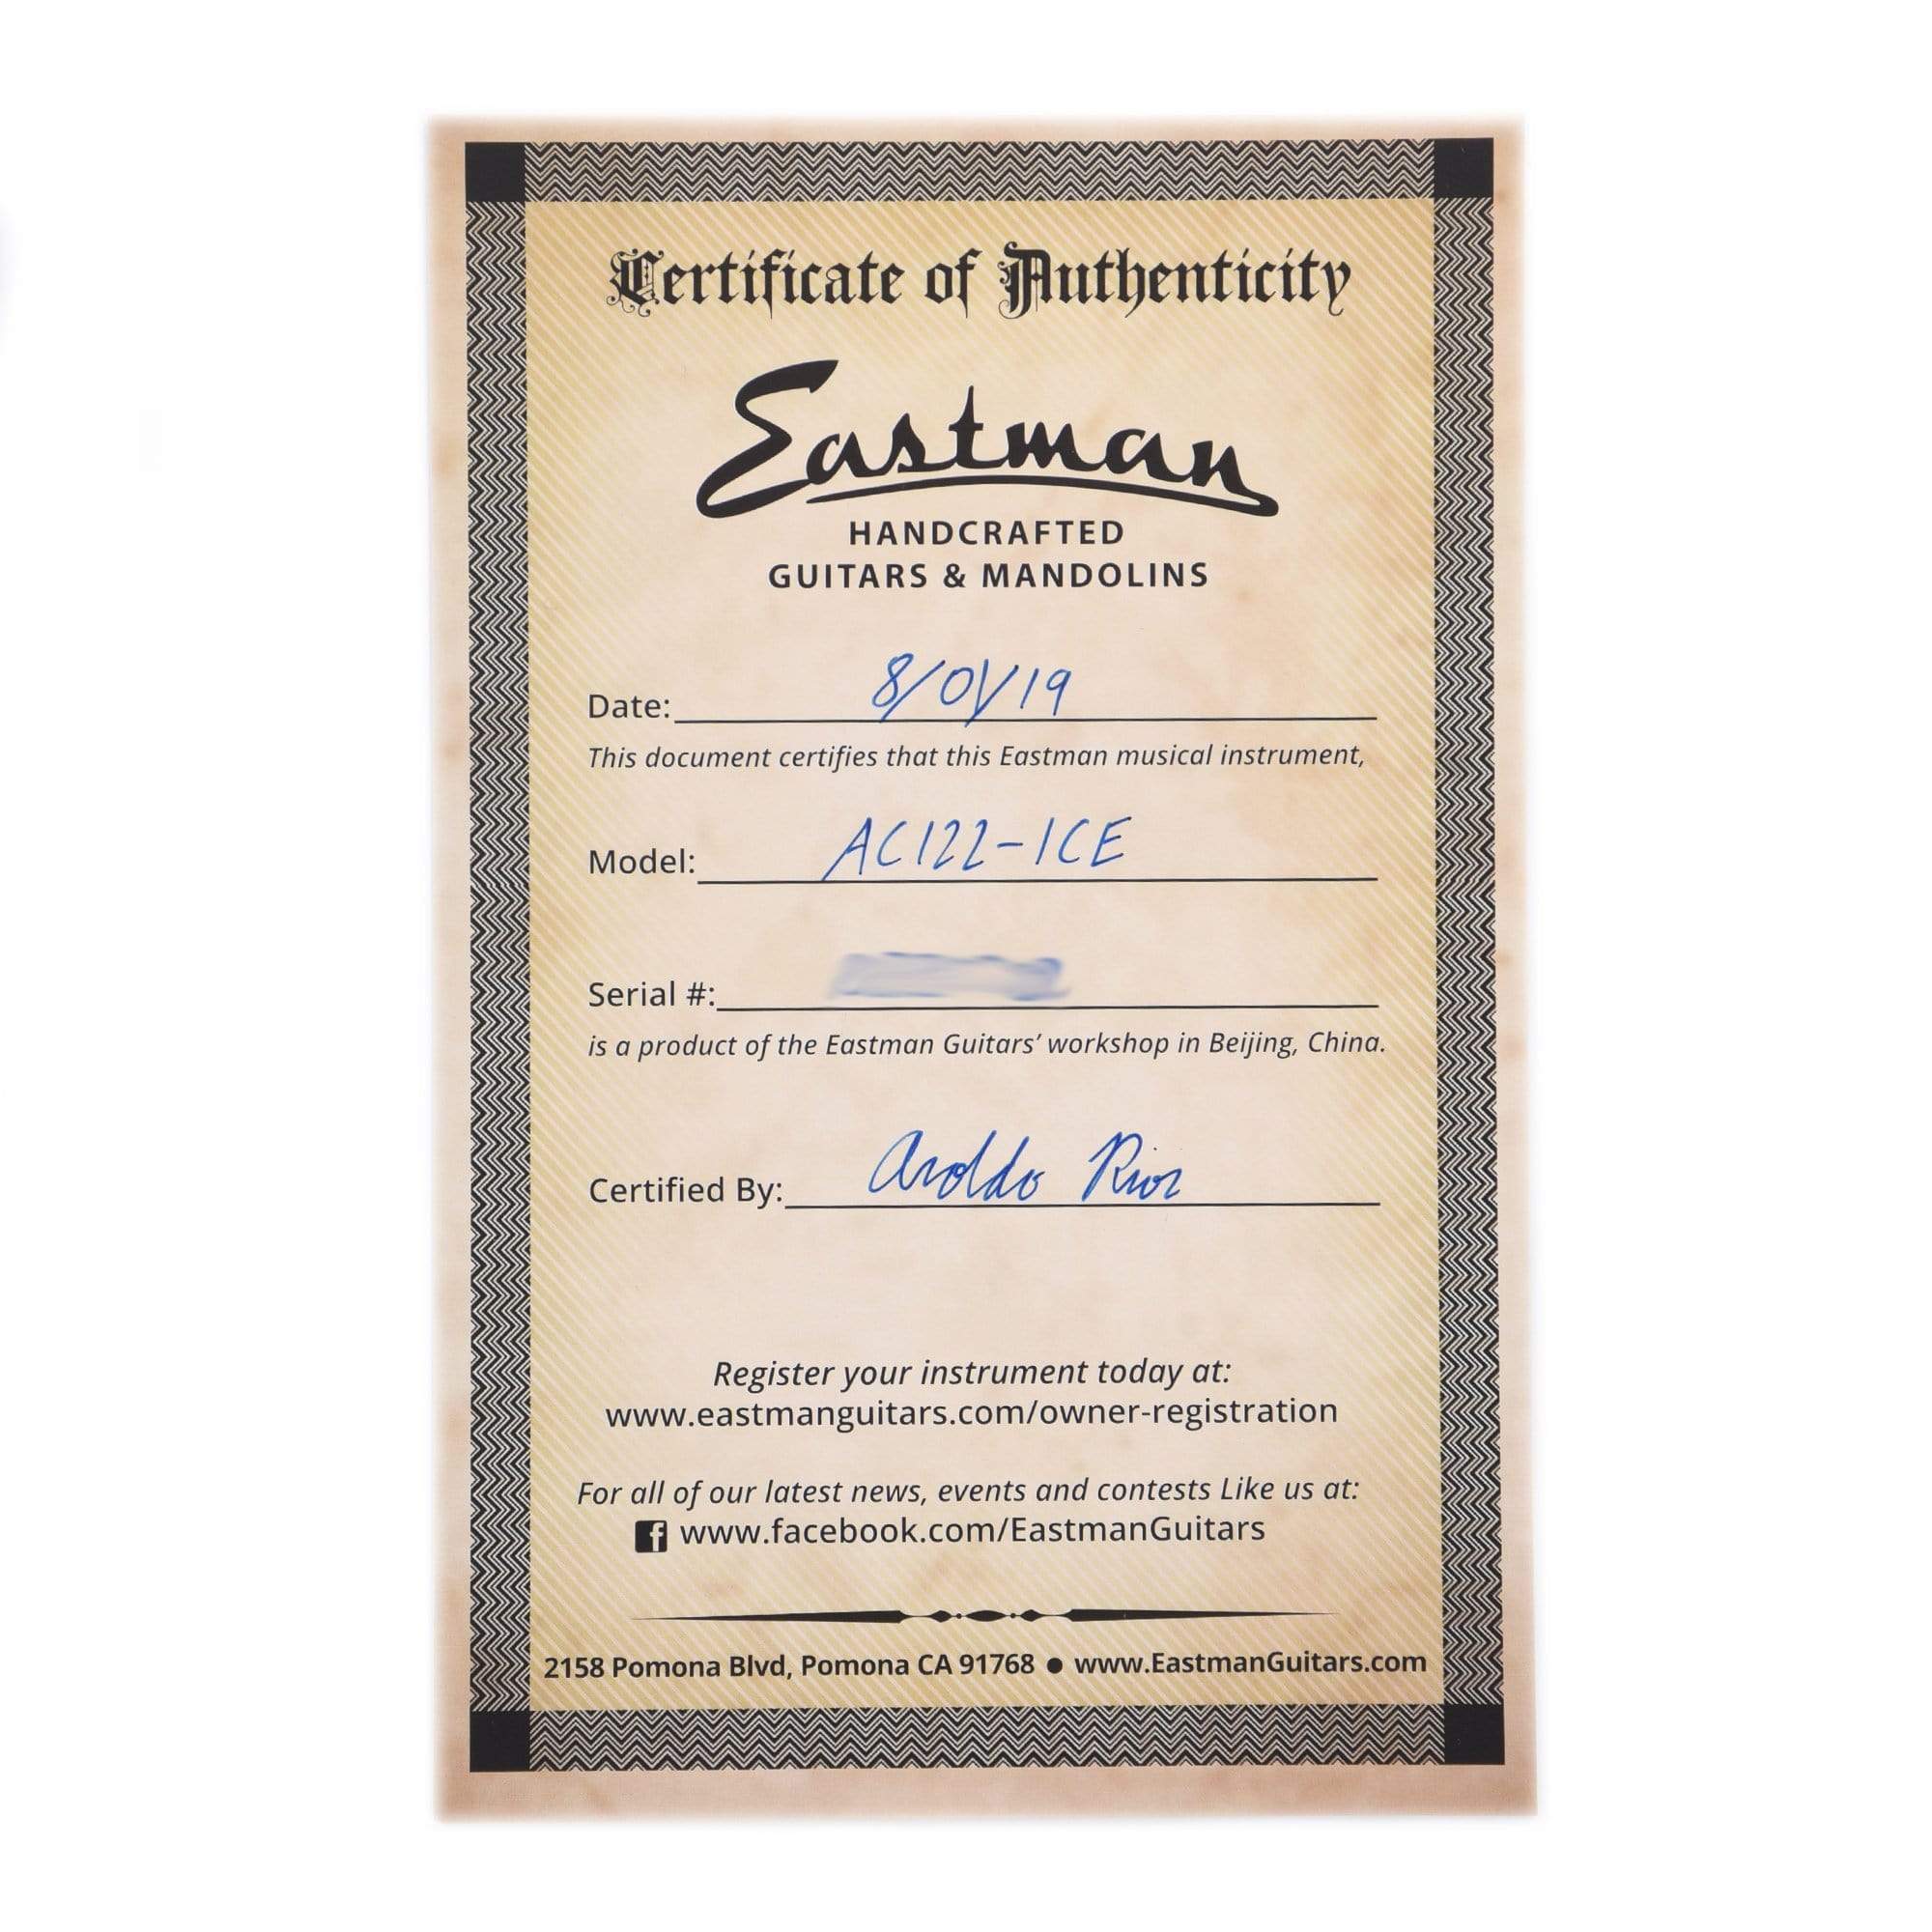 Certificate of Authenticity
Eastman
HANDCRAFTED
GUITARS & MANDOLINS
Date: 8/01/19
This document certifies that this Eastman musical instrument,
Model: AC122-1CE
Serial #:
is a product of the Eastman Guitars’ workshop in Beijing, China.
Certified By: Aroldo Rios
Register your instrument today at:
www.eastmanguitars.com/owner-registration
For all of our latest news, events and contests Like us at:
f www.facebook.com/EastmanGuitars
2158 Pomona Blvd, Pomona CA 91768 ● www.EastmanGuitars.com